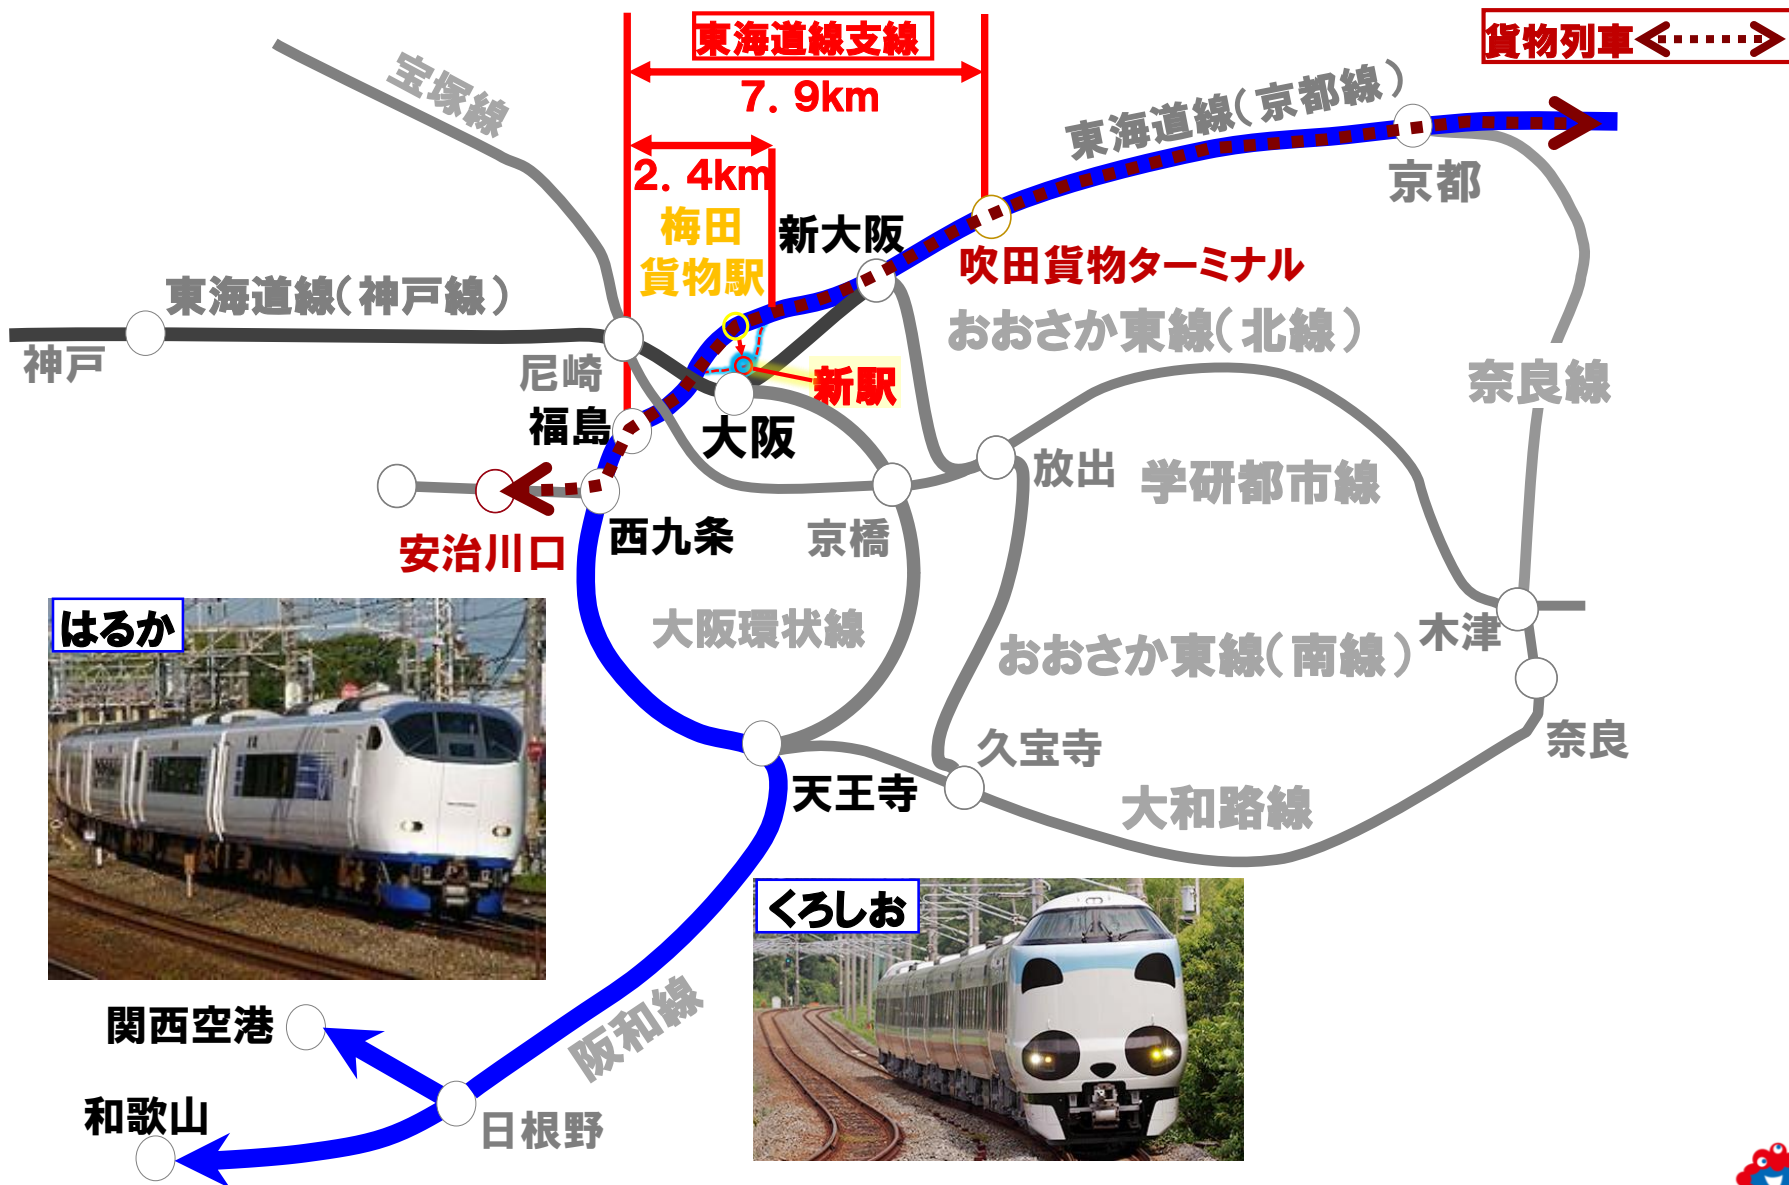 東海道線支線
貨物列車
7. 9km
宝塚線
東海道線(京都線)
2. 4km
京都
梅田
貨物駅
新大阪
吹田貨物ターミナル
東海道線(神戸線)
おおさか東線(北線)
神戸
尼崎
新駅
奈良線
福島
大阪
放出
学研都市線
西九条
京橋
安治川口
はるか
大阪環状線
おおさか東線(南線)
木津
久宝寺
奈良
天王寺
大和路線
くろしお
関西空港
阪和線
和歌山
日根野